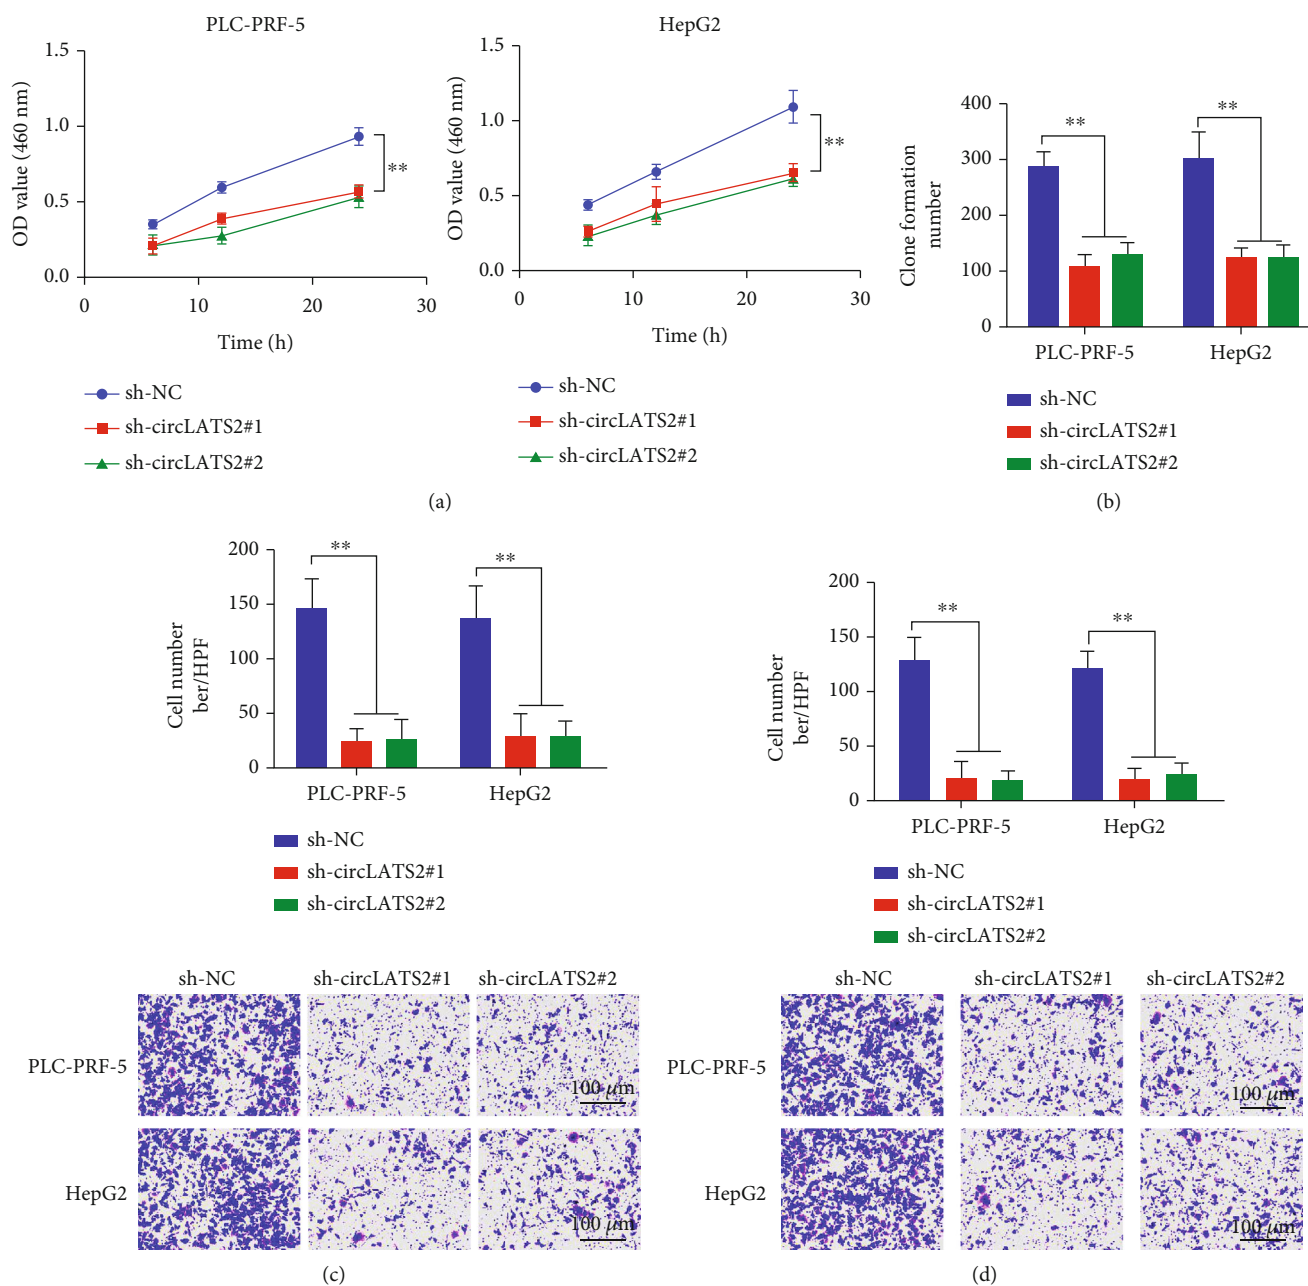 PLC-PRF-5
OD value (460 nm)
1.5
1.0
0.5
0.0
0
10
20
30
Time (h)
**
sh-NC
sh-circLATS2#1
sh-circLATS2#2
HepG2
OD value (460 nm)
1.5
1.0
0.5
0.0
0
10
20
30
Time (h)
**
sh-NC
sh-circLATS2#1
sh-circLATS2#2
(a)
Clone formation
number
400
300
200
100
0
**
**
PLC-PRF-5
HepG2
sh-NC
sh-circLATS2#1
sh-circLATS2#2
(b)
Cell number
ber/HPF
200
150
100
50
0
**
**
PLC-PRF-5
HepG2
sh-NC
sh-circLATS2#1
sh-circLATS2#2
sh-NC
sh-circLATS2#1
sh-circLATS2#2
PLC-PRF-5
100 μm
HepG2
100 μm
(c)
Cell number
ber/HPF
200
150
100
50
0
**
**
PLC-PRF-5
HepG2
sh-NC
sh-circLATS2#1
sh-circLATS2#2
sh-NC
sh-circLATS2#1
sh-circLATS2#2
PLC-PRF-5
100 μm
HepG2
100 μm
(d)